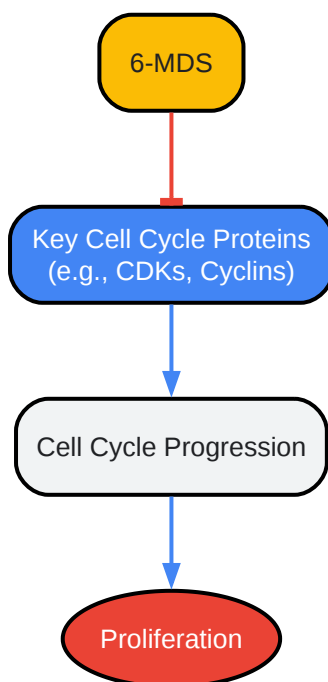 6-MDS
Key Cell Cycle Proteins
(e.g., CDKs, Cyclins)
Cell Cycle Progression
Proliferation